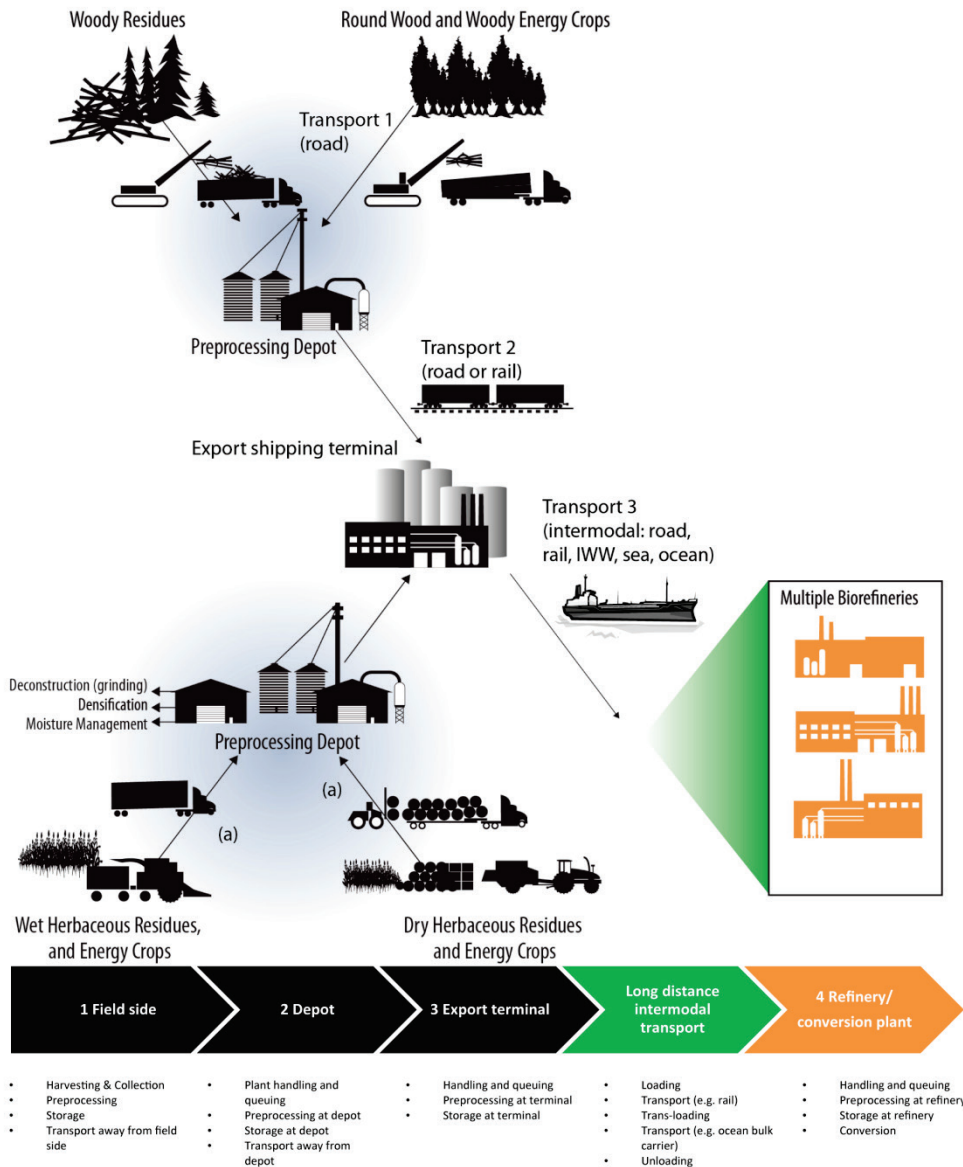 Woody Residues
Round Wood and Woody Energy Crops
Transport 1
(road)
Preprocessing Depot
Transport 2
(road or rail)
Export shipping terminal
Transport 3
(intermodal: road,
rail, IWW, sea, ocean)
Multiple Biorefineries
Deconstruction (grinding)
Densification
Moisture Management
Preprocessing Depot
(a)
(a)
Wet Herbaceous Residues,
and Energy Crops
Dry Herbaceous Residues
and Energy Crops
1 Field side
2 Depot
3 Export terminal
Long distance
intermodal
transport
4 Refinery/
conversion plant
• Harvesting & Collection
• Preprocessing
• Storage
• Transport away from field
side
• Plant handling and
queuing
• Preprocessing at depot
• Storage at depot
• Transport away from
depot
• Handling and queuing
• Preprocessing at terminal
• Storage at terminal
• Loading
• Transport (e.g. rail)
• Trans-loading
• Transport (e.g. ocean bulk
carrier)
• Unloading
• Handling and queuing
• Preprocessing at refinery
• Storage at refinery
• Conversion